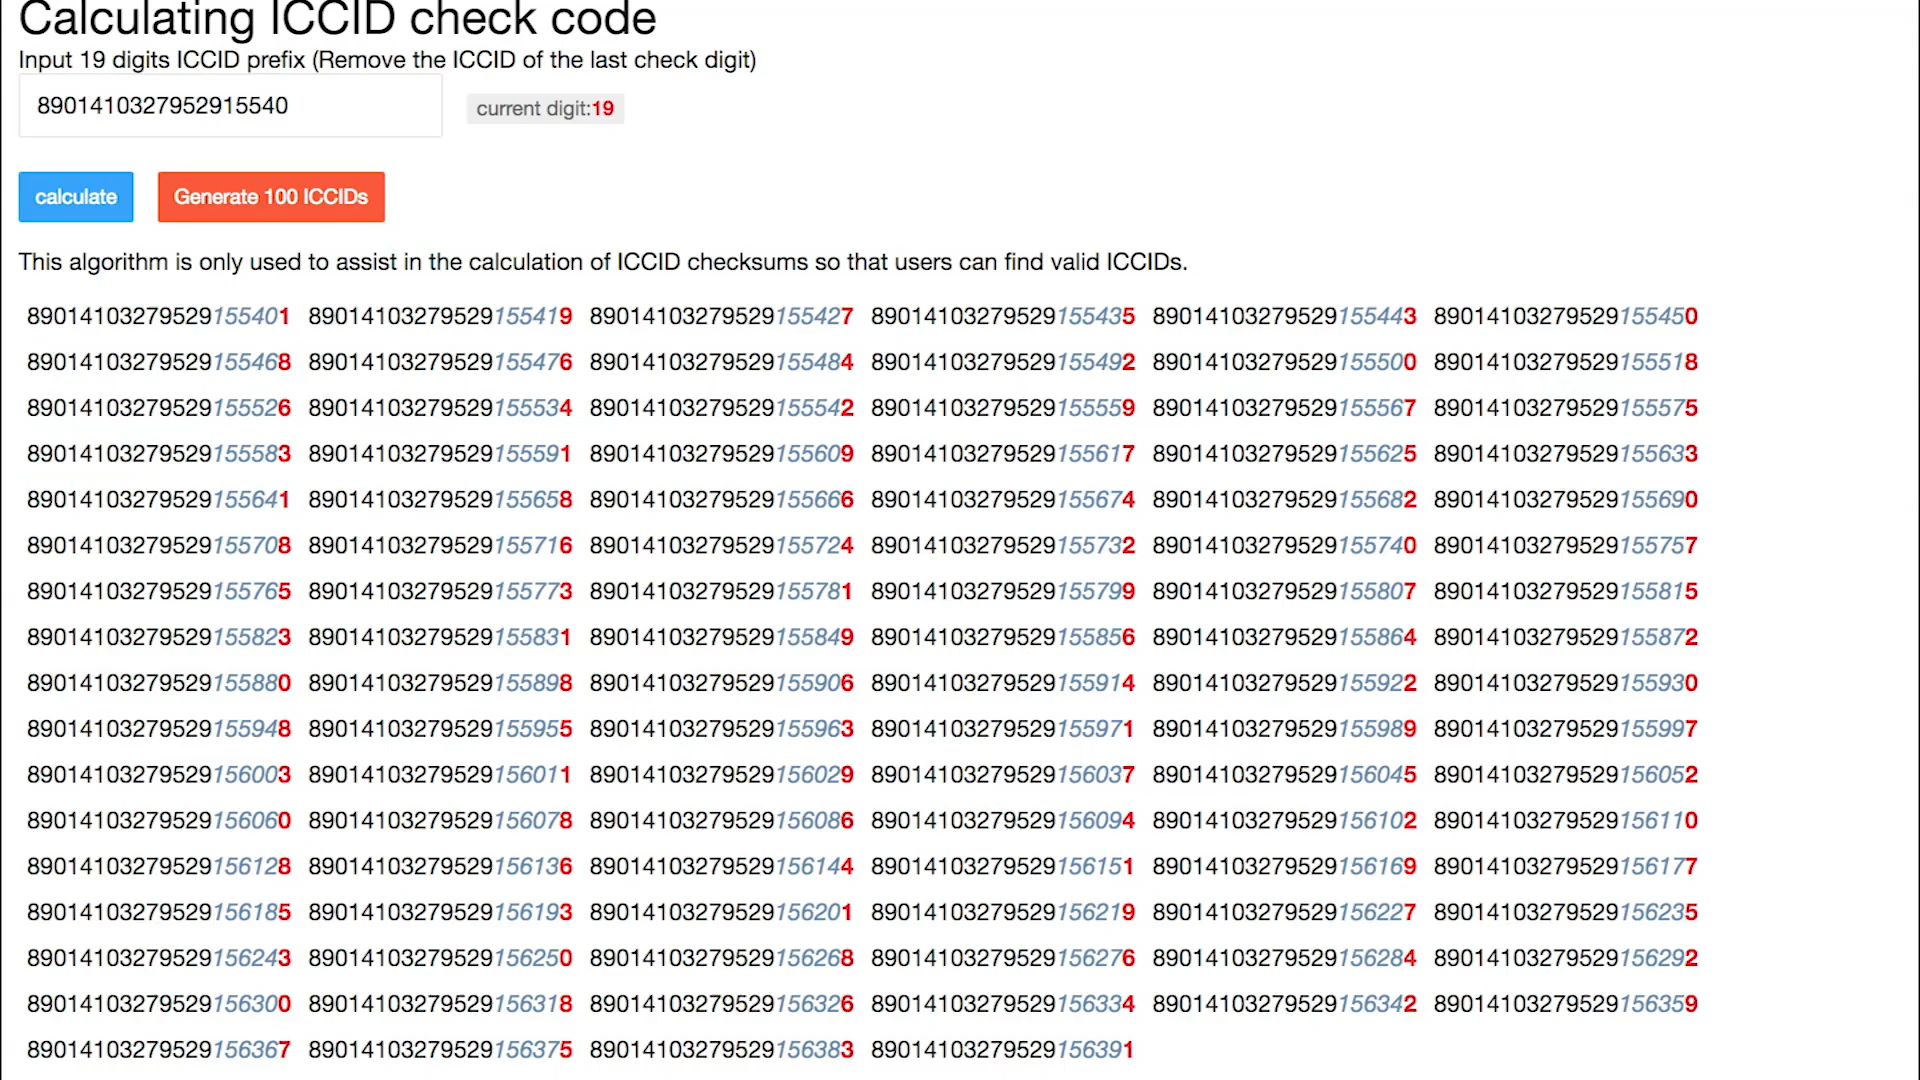 Calculating ICCID check code
Input 19 digits ICCID prefix (Remove the ICCID of the last check digit)
8901410327952915540 current digit:19
calculate Generate 100 ICCIDs
This algorithm is only used to assist in the calculation of ICCID checksums so that users can find valid ICCIDs.
89014103279529155401 89014103279529155419 89014103279529155427 89014103279529155435 89014103279529155443 89014103279529155450
89014103279529155468 89014103279529155476 89014103279529155484 89014103279529155492 89014103279529155500 89014103279529155518
89014103279529155526 89014103279529155534 89014103279529155542 89014103279529155559 89014103279529155567 89014103279529155575
89014103279529155583 89014103279529155591 89014103279529155609 89014103279529155617 89014103279529155625 89014103279529155633
89014103279529155641 89014103279529155658 89014103279529155666 89014103279529155674 89014103279529155682 89014103279529155690
89014103279529155708 89014103279529155716 89014103279529155724 89014103279529155732 89014103279529155740 89014103279529155757
89014103279529155765 89014103279529155773 89014103279529155781 89014103279529155799 89014103279529155807 89014103279529155815
89014103279529155823 89014103279529155831 89014103279529155849 89014103279529155856 89014103279529155864 89014103279529155872
89014103279529155880 89014103279529155898 89014103279529155906 89014103279529155914 89014103279529155922 89014103279529155930
89014103279529155948 89014103279529155955 89014103279529155963 89014103279529155971 89014103279529155989 89014103279529155997
89014103279529156003 89014103279529156011 89014103279529156029 89014103279529156037 89014103279529156045 89014103279529156052
89014103279529156060 89014103279529156078 89014103279529156086 89014103279529156094 89014103279529156102 89014103279529156110
89014103279529156128 89014103279529156136 89014103279529156144 89014103279529156151 89014103279529156169 89014103279529156177
89014103279529156185 89014103279529156193 89014103279529156201 89014103279529156219 89014103279529156227 89014103279529156235
89014103279529156243 89014103279529156250 89014103279529156268 89014103279529156276 89014103279529156284 89014103279529156292
89014103279529156300 89014103279529156318 89014103279529156326 89014103279529156334 89014103279529156342 89014103279529156359
89014103279529156367 89014103279529156375 89014103279529156383 89014103279529156391